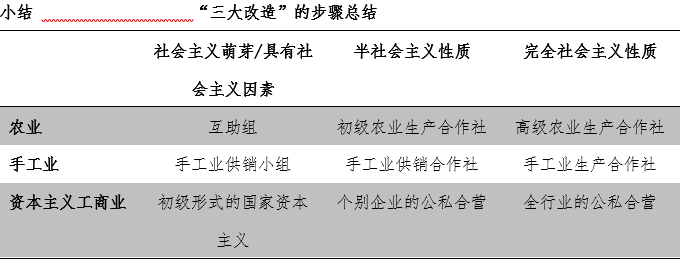 小结 “三大改造”的步骤总结
社会主义萌芽/具有社会主义因素 半社会主义性质 完全社会主义性质
农业 互助组 初级农业生产合作社 高级农业生产合作社
手工业 手工业供销小组 手工业供销合作社 手工业生产合作社
资本主义工商业 初级形式的国家资本主义 个别企业的公私合营 全行业的公私合营